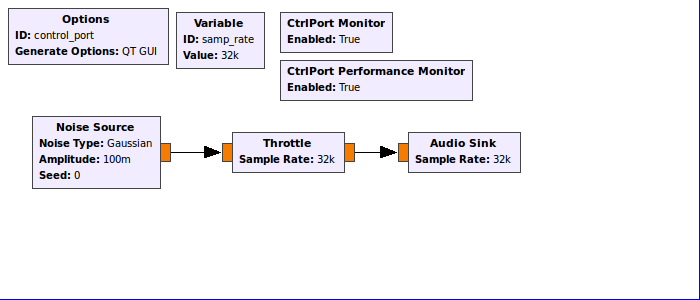 Options
ID: control_port
Generate Options: QT GUI
Variable
ID: samp_rate
Value: 32k
CtrlPort Monitor
Enabled: True
CtrlPort Performance Monitor
Enabled: True
Noise Source
Noise Type: Gaussian
Amplitude: 100m
Seed: 0
Throttle
Sample Rate: 32k
Audio Sink
Sample Rate: 32k